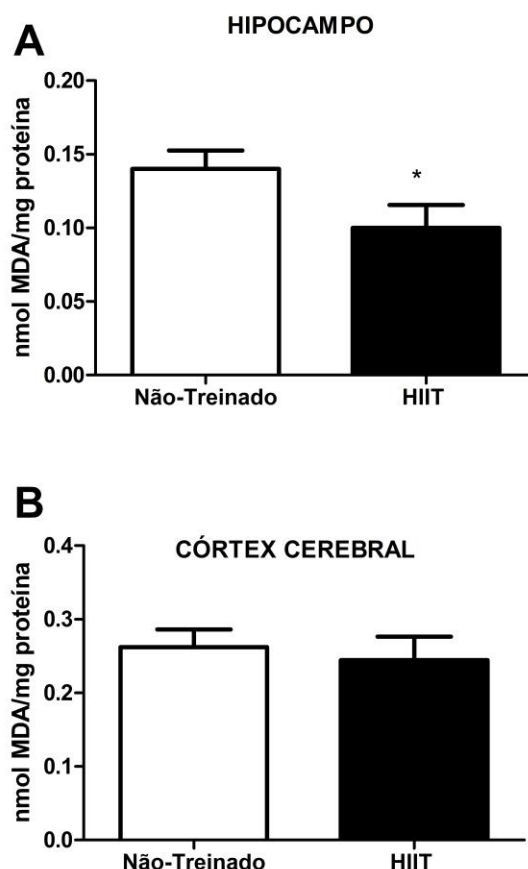 A
HIPOCAMPO
nmol MDA/mg proteína
0.20
0.15
0.10
0.05
0.00
*
Não-Treinado HIIT
B
CÓRTEX CEREBRAL
nmol MDA/mg proteína
0.4
0.3
0.2
0.1
0.0
Não-Treinado HIIT